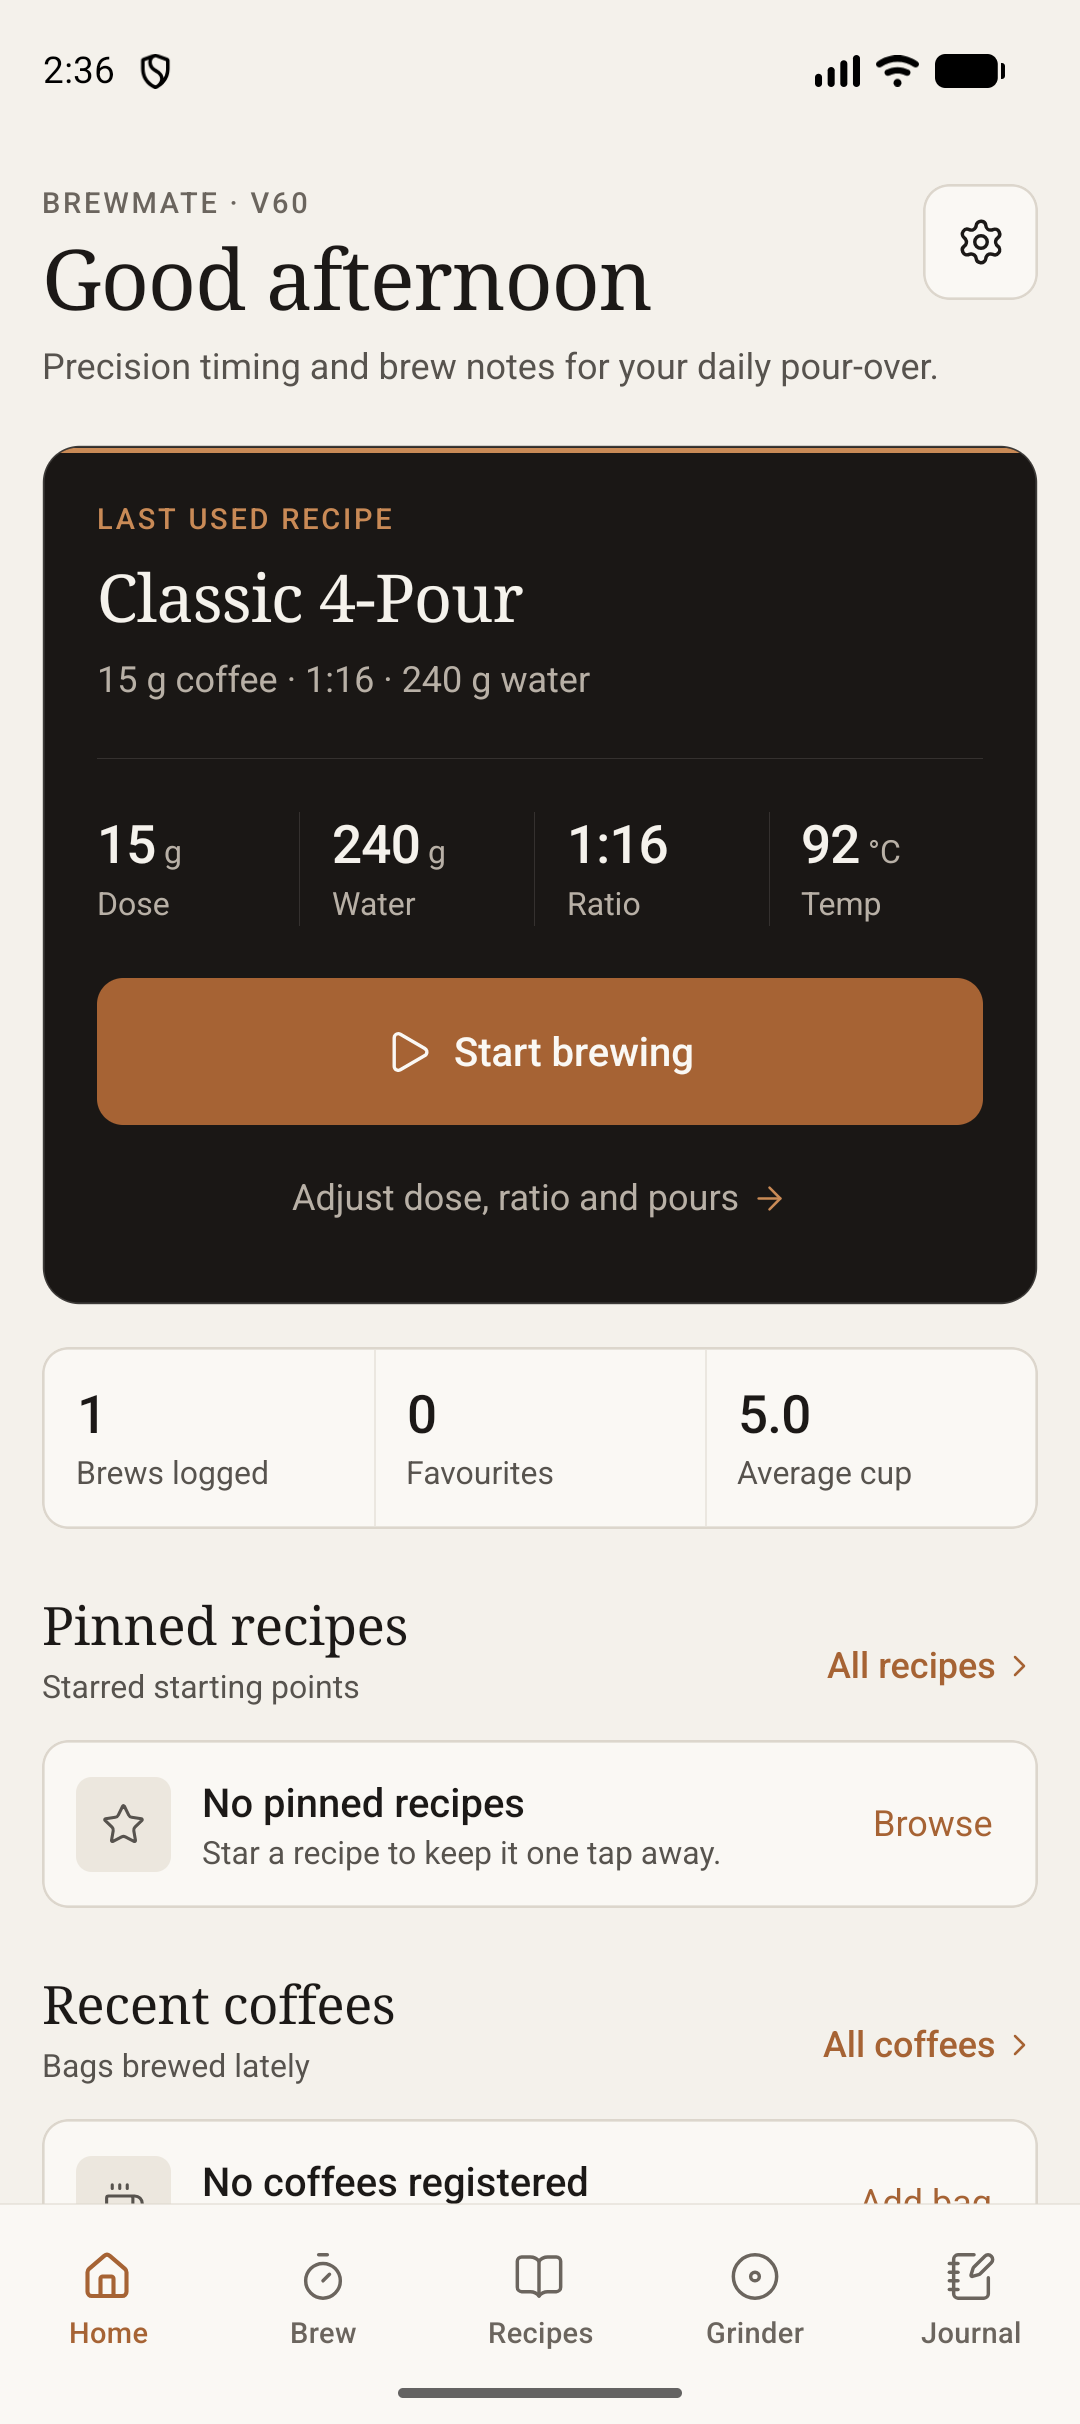 2:36
BREWMATE · V60
Good afternoon
Precision timing and brew notes for your daily pour-over.
LAST USED RECIPE
Classic 4-Pour
15 g coffee · 1:16 · 240 g water
15 g
Dose
240 g
Water
1:16
Ratio
92 °C
Temp
Start brewing
Adjust dose, ratio and pours →
1
Brews logged
0
Favourites
5.0
Average cup
Pinned recipes
Starred starting points
All recipes
No pinned recipes
Star a recipe to keep it one tap away.
Browse
Recent coffees
Bags brewed lately
All coffees
No coffees registered
Add bag
Home
Brew
Recipes
Grinder
Journal